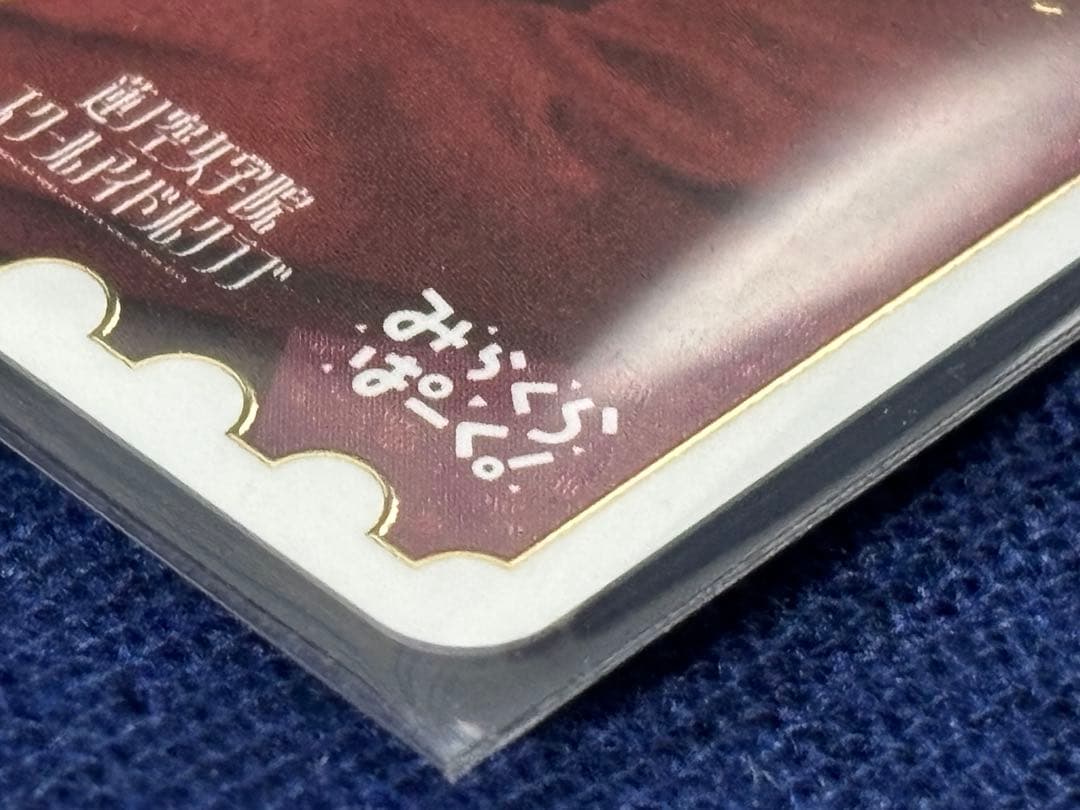 蓮ノ空女学院
スクールアイドルクラブ
みらくら
ぱーく!